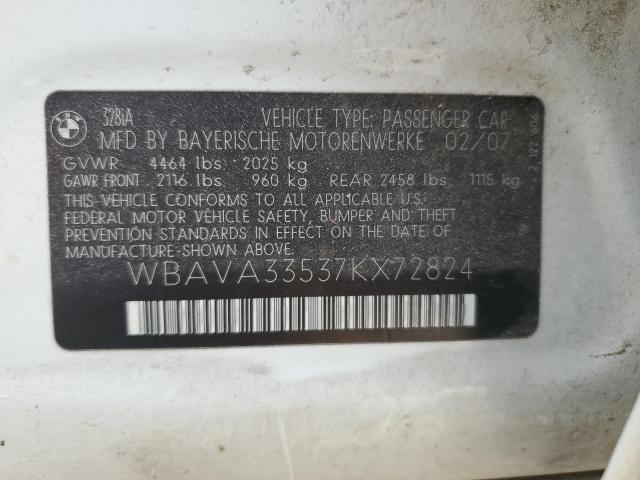 328iA VEHICLE TYPE: PASSENGER CAR
MFD BY BAYERISCHE MOTORENWERKE 02/07
GVWR 4464 lbs 2025 kg
GAWR FRONT 2116 lbs 960 kg REAR 2458 lbs 1115 kg
THIS VEHICLE CONFORMS TO ALL APPLICABLE U.S.
FEDERAL MOTOR VEHICLE SAFETY, BUMPER AND THEFT
PREVENTION STANDARDS IN EFFECT ON THE DATE OF
MANUFACTURE SHOWN ABOVE.
WBAVA33537KX72824